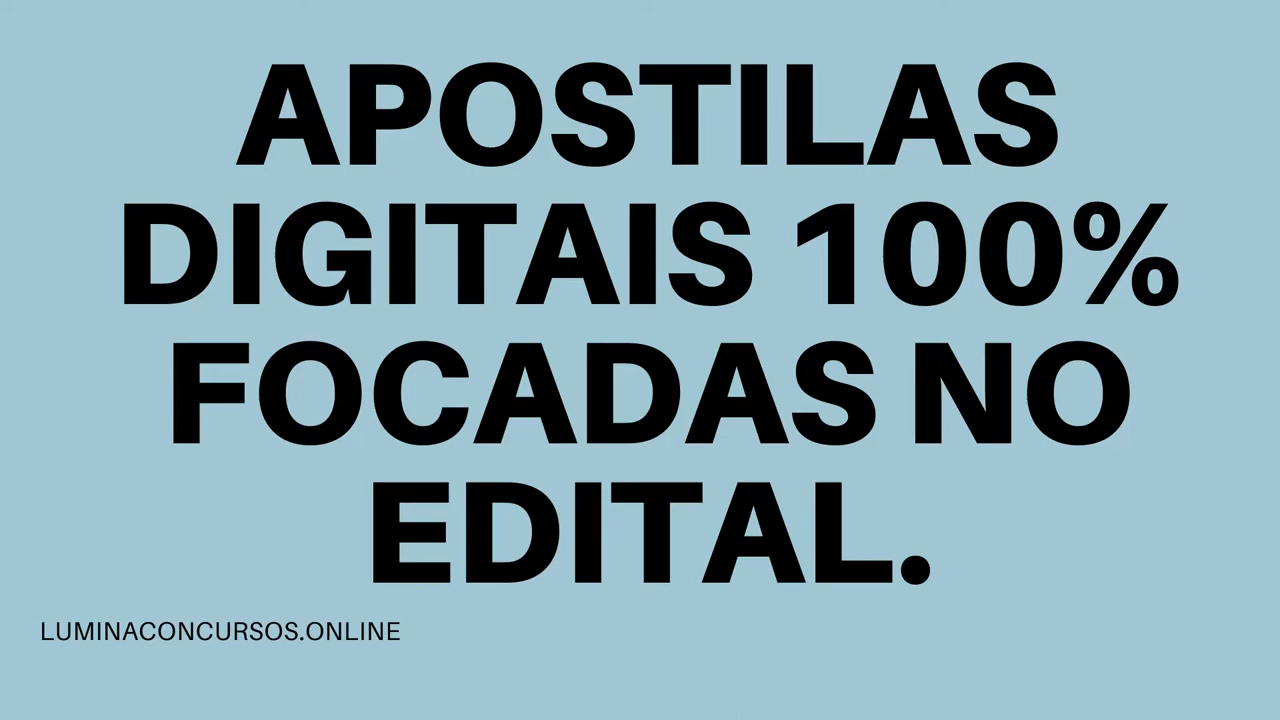 APOSTILAS
DIGITAIS 100%
FOCADAS NO
EDITAL.
LUMINACONCURSOS.ONLINE